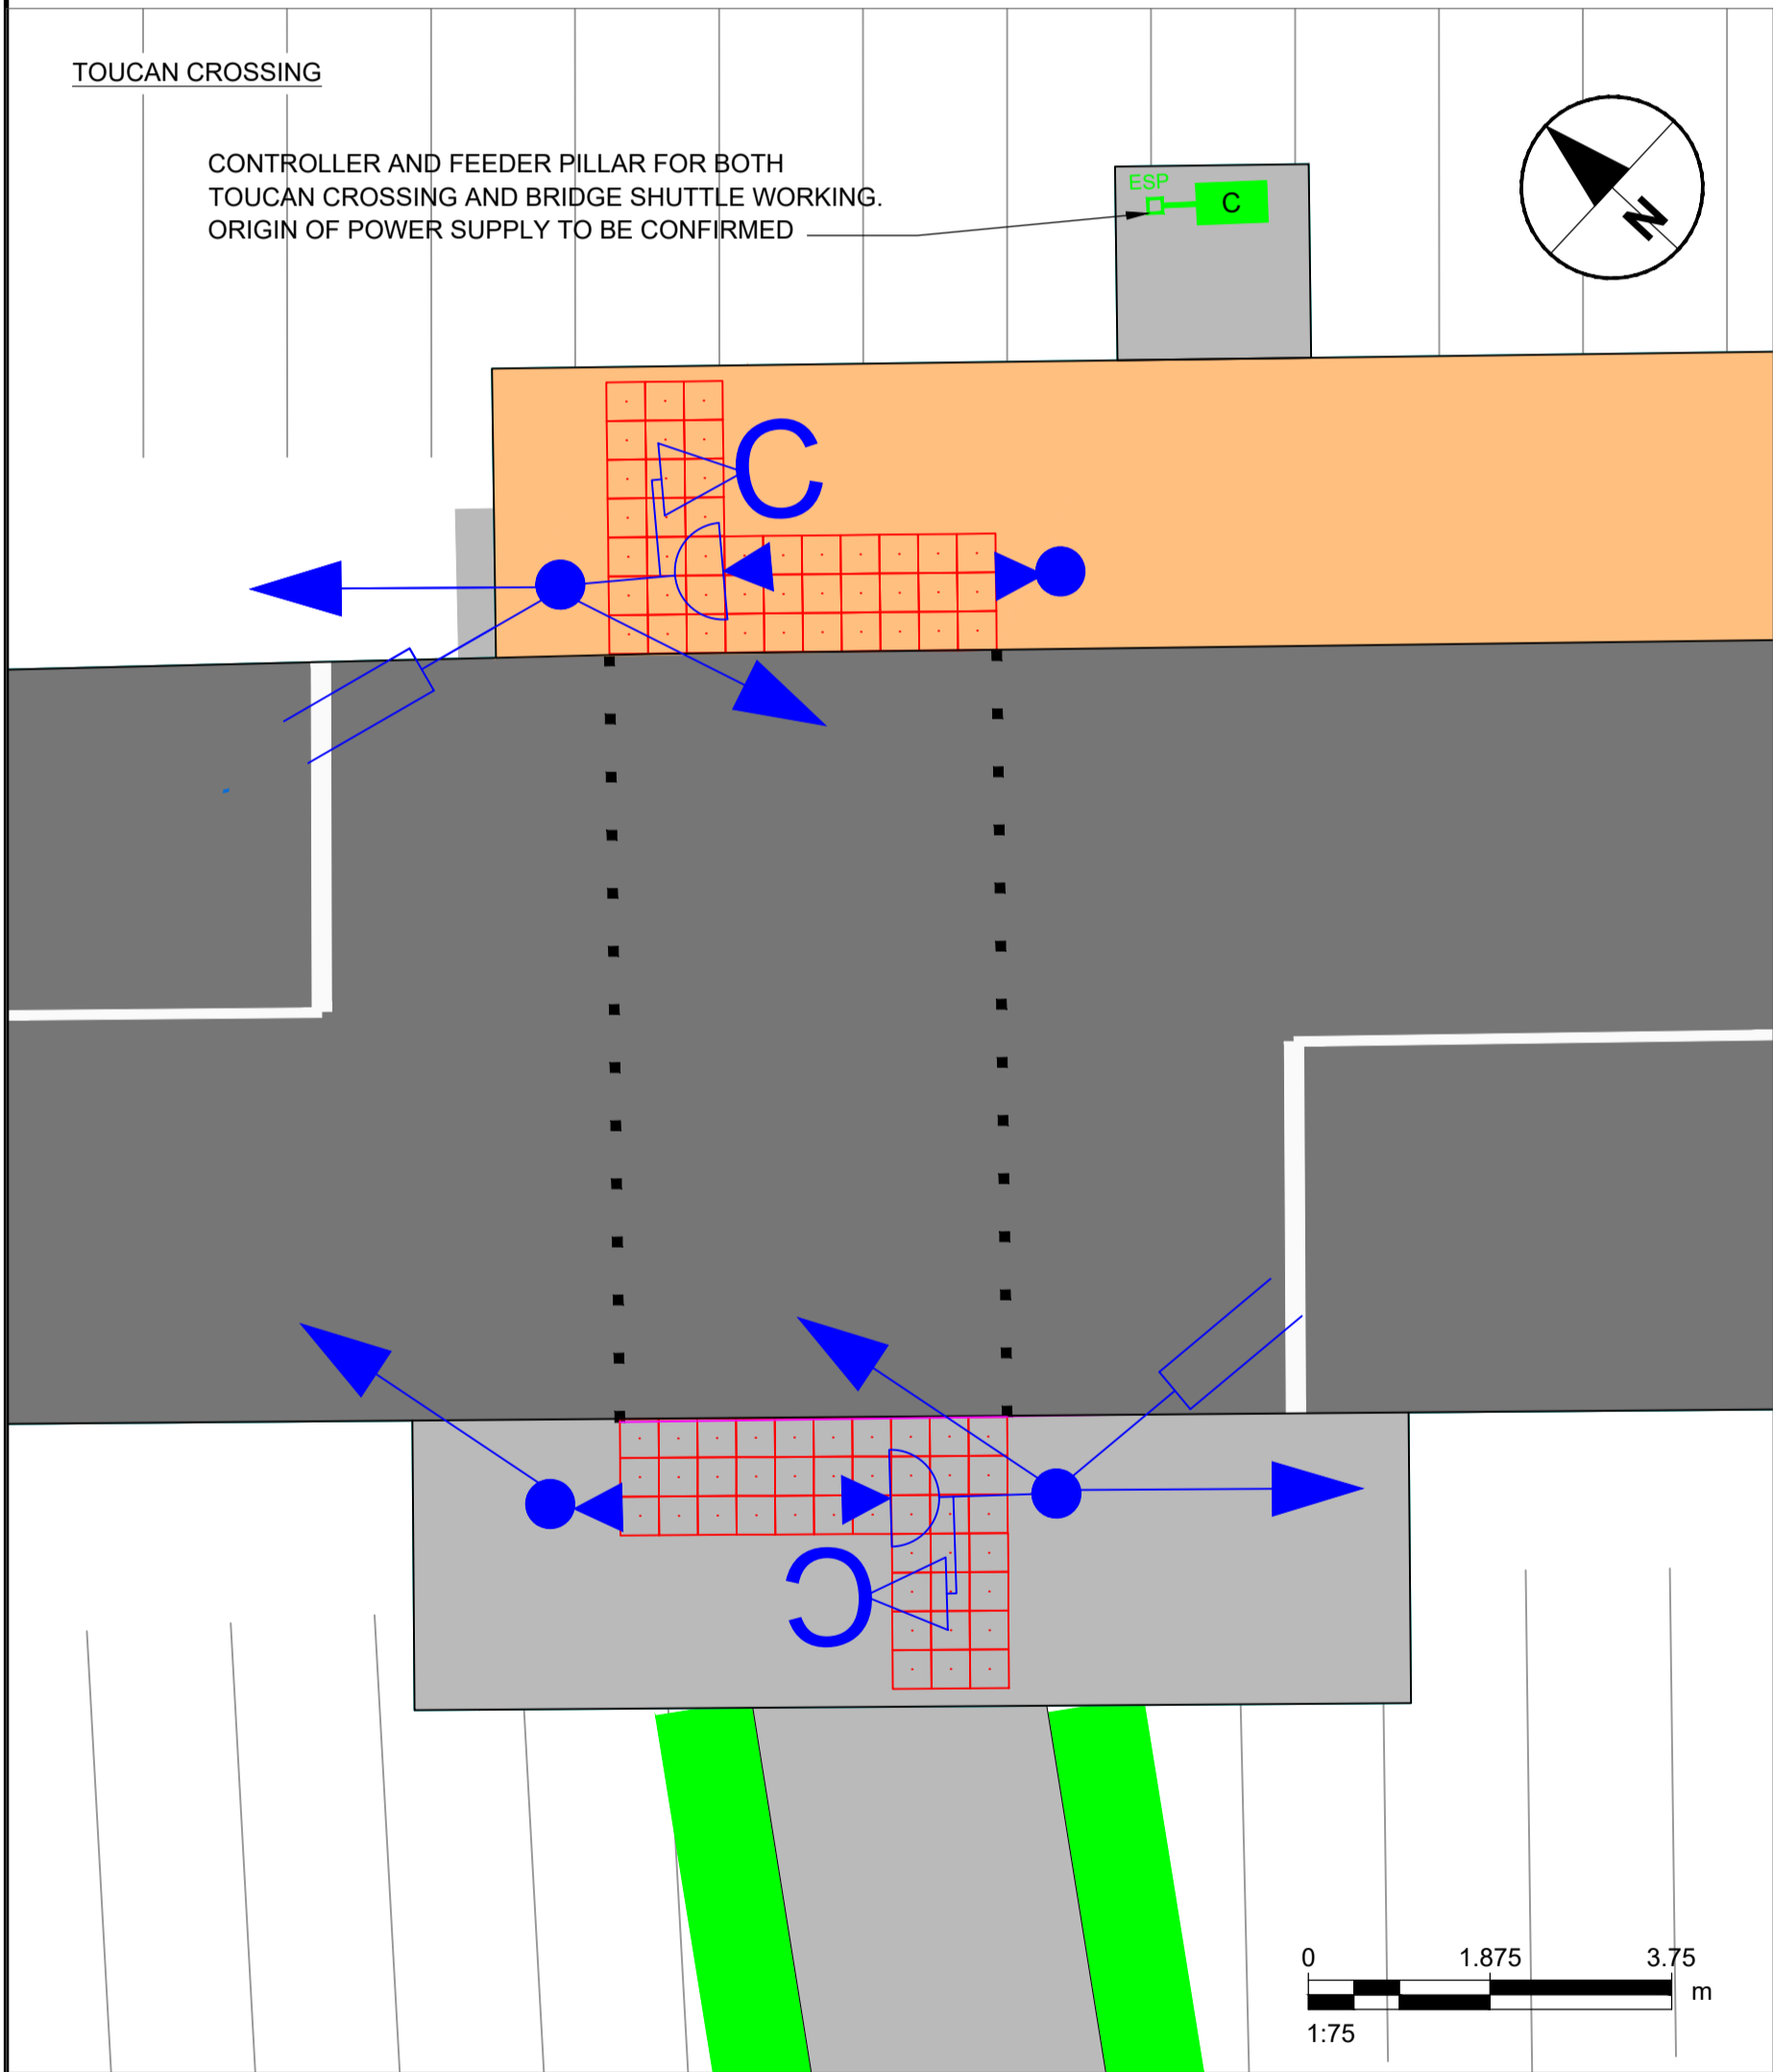 TOUCAN CROSSING
CONTROLLER AND FEEDER PILLAR FOR BOTH
TOUCAN CROSSING AND BRIDGE SHUTTLE WORKING.
ORIGIN OF POWER SUPPLY TO BE CONFIRMED
ESP
C
N
C
C
0 1.875 3.75
m
1:75